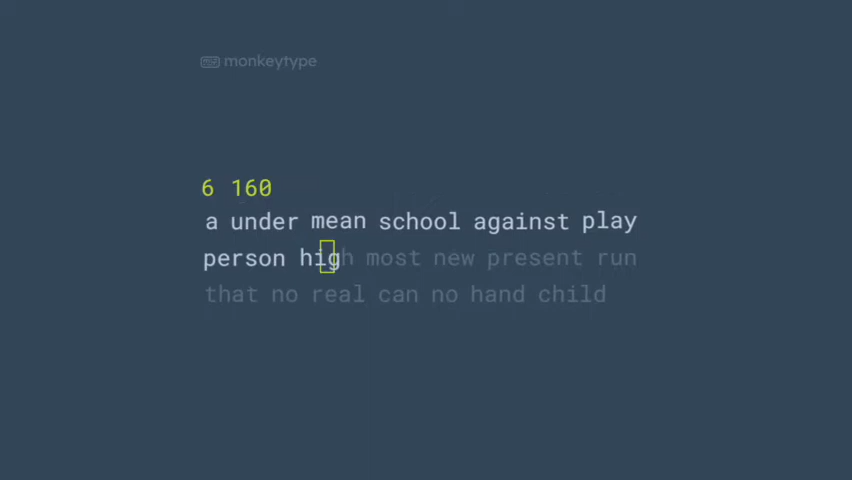 monkeytype
6 160
a under mean school against play
person high most new present run
that no real can no hand child